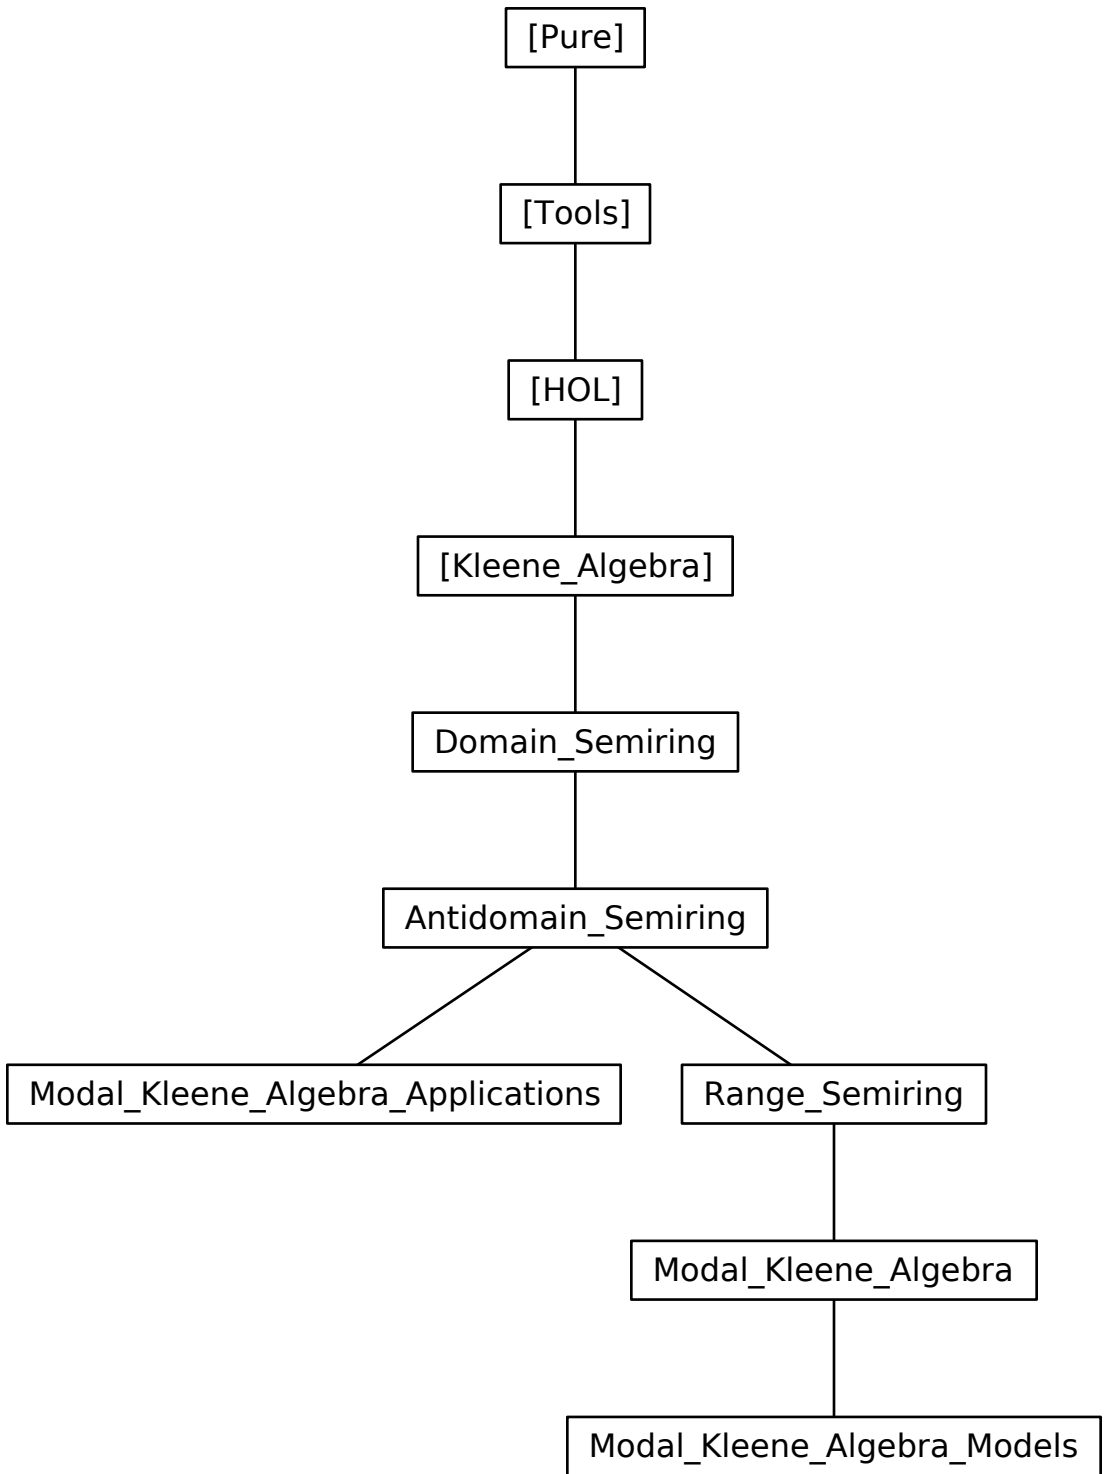 [Pure]
[Tools]
[HOL]
[Kleene_Algebra]
Domain_Semiring
Antidomain_Semiring
Modal_Kleene_Algebra_Applications
Range_Semiring
Modal_Kleene_Algebra
Modal_Kleene_Algebra_Models